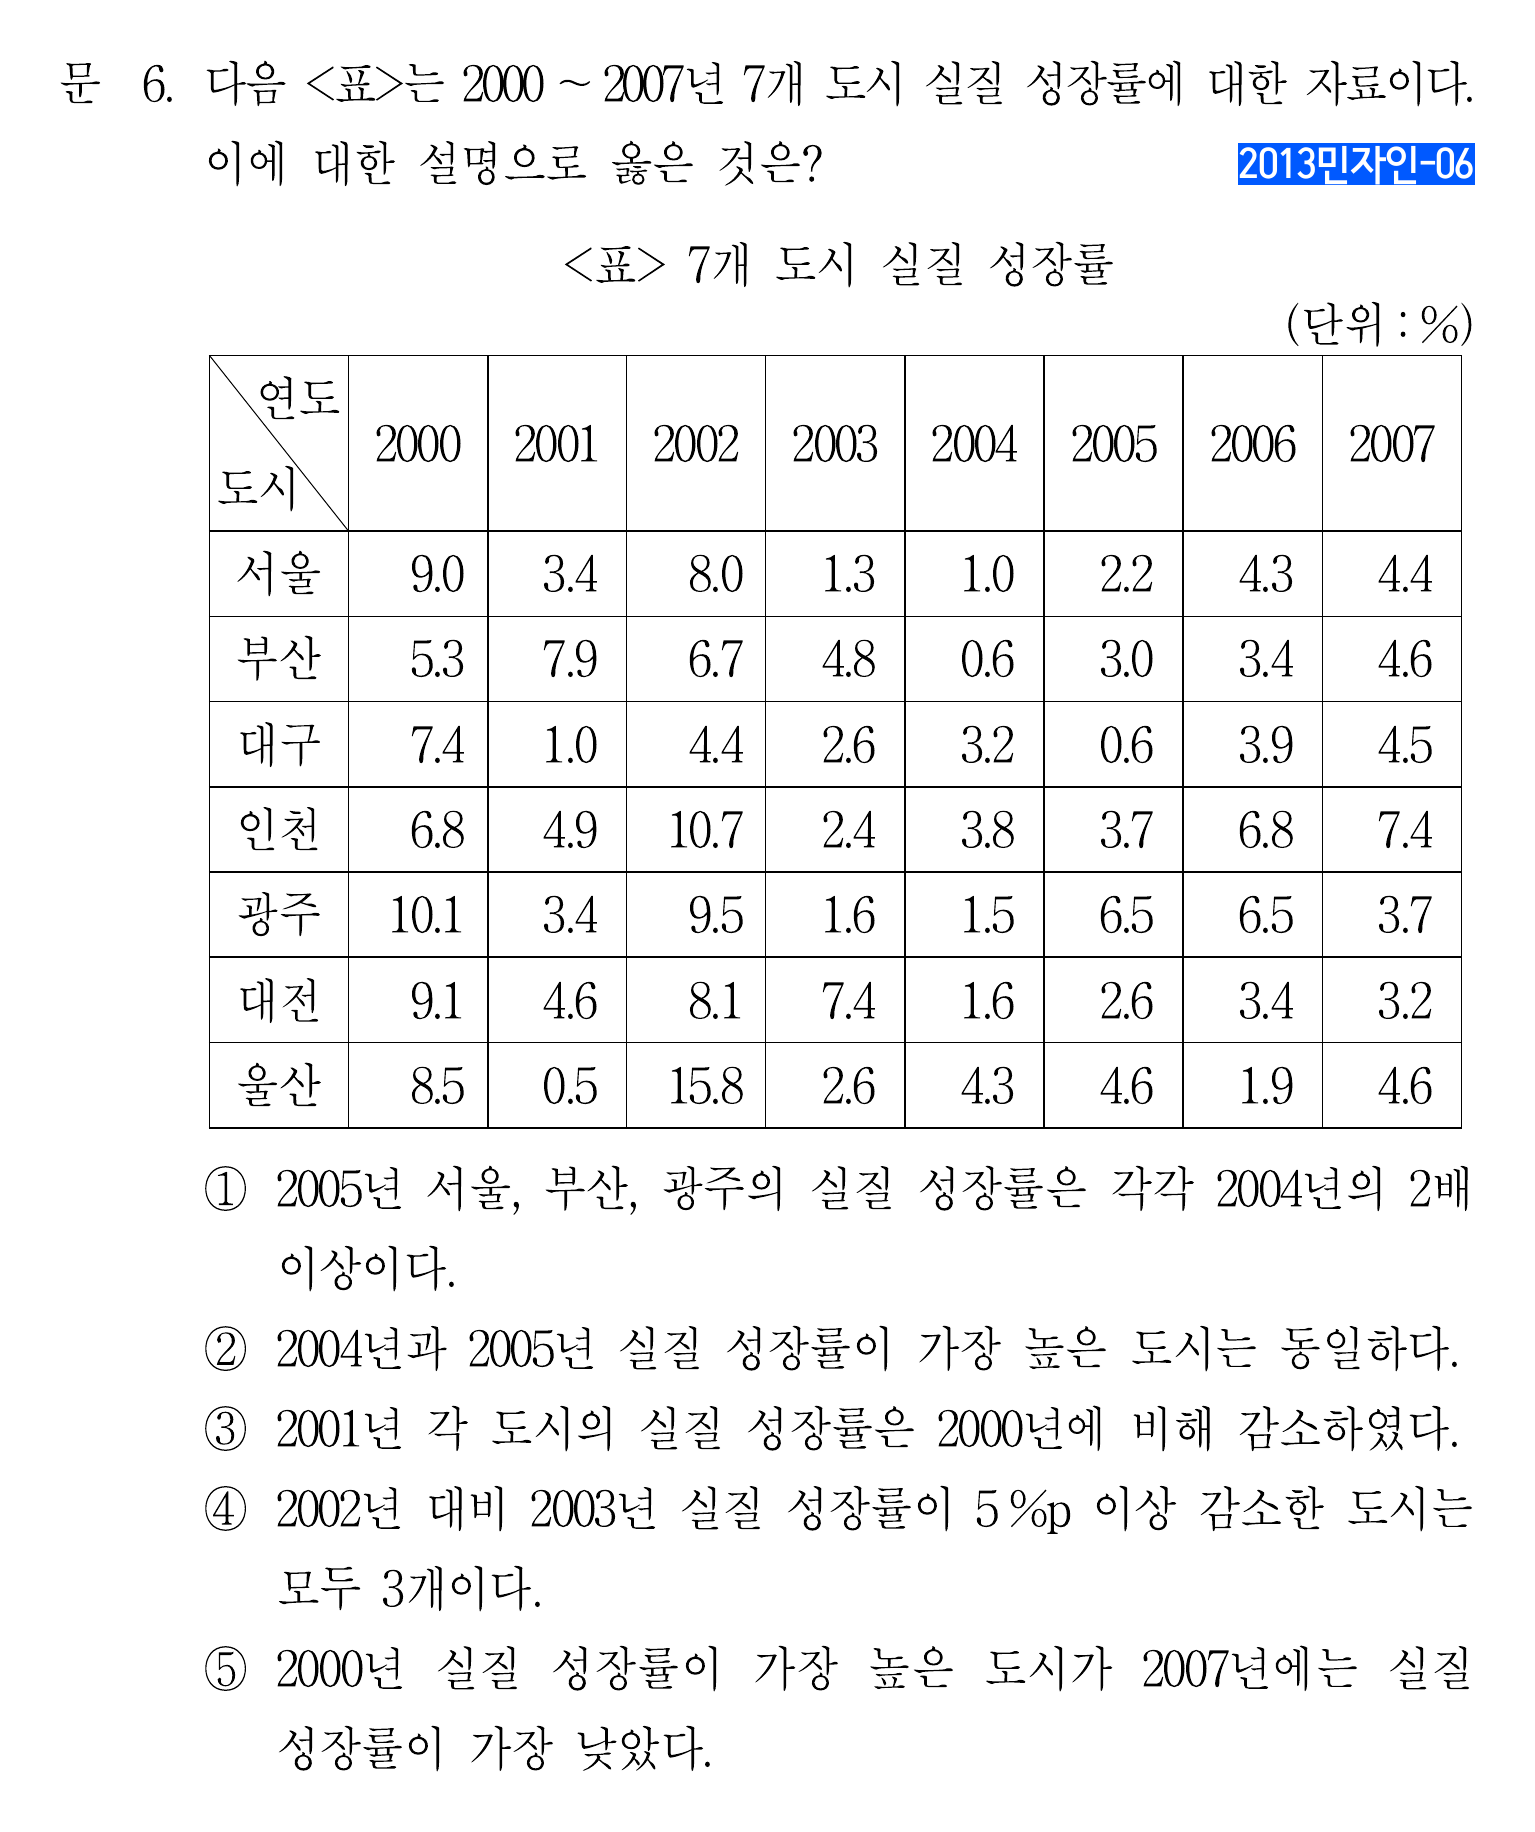 문 6. 다음 <표>는 2000 ~ 2007년 7개 도시 실질 성장률에 대한 자료이다.
이에 대한 설명으로 옳은 것은?
2013민자인-06
<표> 7개 도시 실질 성장률
(단위 : %)
연도
도시 2000 2001 2002 2003 2004 2005 2006 2007
서울 9.0 3.4 8.0 1.3 1.0 2.2 4.3 4.4
부산 5.3 7.9 6.7 4.8 0.6 3.0 3.4 4.6
대구 7.4 1.0 4.4 2.6 3.2 0.6 3.9 4.5
인천 6.8 4.9 10.7 2.4 3.8 3.7 6.8 7.4
광주 10.1 3.4 9.5 1.6 1.5 6.5 6.5 3.7
대전 9.1 4.6 8.1 7.4 1.6 2.6 3.4 3.2
울산 8.5 0.5 15.8 2.6 4.3 4.6 1.9 4.6
① 2005년 서울, 부산, 광주의 실질 성장률은 각각 2004년의 2배
이상이다.
② 2004년과 2005년 실질 성장률이 가장 높은 도시는 동일하다.
③ 2001년 각 도시의 실질 성장률은 2000년에 비해 감소하였다.
④ 2002년 대비 2003년 실질 성장률이 5 %p 이상 감소한 도시는
모두 3개이다.
⑤ 2000년 실질 성장률이 가장 높은 도시가 2007년에는 실질
성장률이 가장 낮았다.